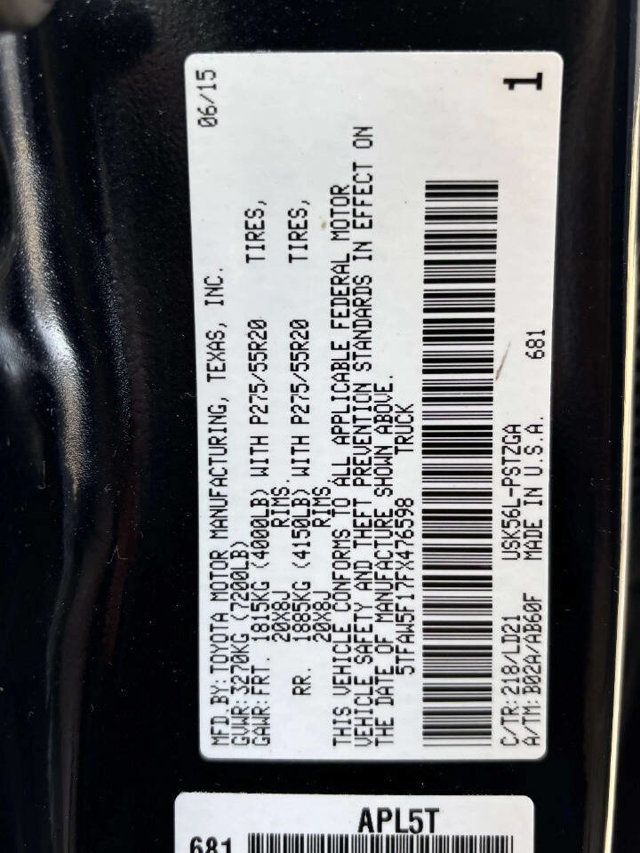 MFD.BY:TOYOTA MOTOR MANUFACTURING, TEXAS, INC. 06/15
GVWR:3270KG (7200LB)
GAWR:FRT. 1815KG (4000LB) WITH P275/55R20 TIRES,
20X8J RIMS.
RR. 1885KG (4150LB) WITH P275/55R20 TIRES,
20X8J RIMS
THIS VEHICLE CONFORMS TO ALL APPLICABLE FEDERAL MOTOR
VEHICLE SAFETY AND THEFT PREVENTION STANDARDS IN EFFECT ON
THE DATE OF MANUFACTURE SHOWN ABOVE.
5TFAW5F17FX476598 TRUCK
C/TR:218/LD21 USK56L-PSTZGA
A/TM:B02A/AB60F MADE IN U.S.A. 681
1
APL5T
681